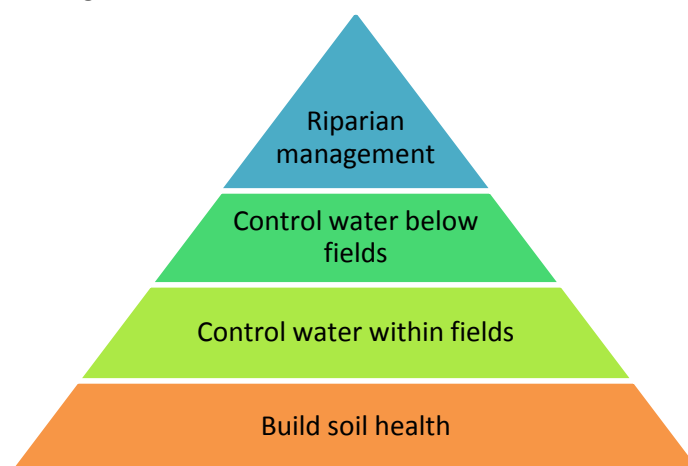 Riparian
management
Control water below
fields
Control water within fields
Build soil health